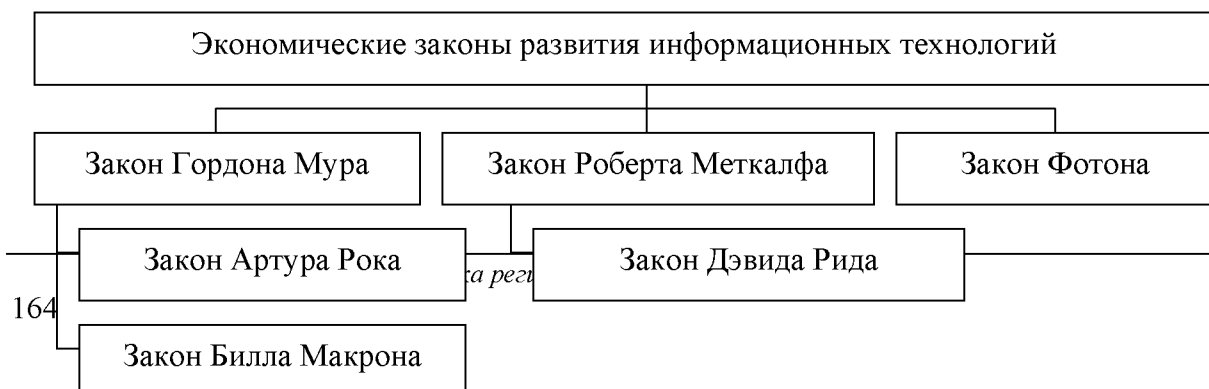 Экономические законы развития информационных технологий
Закон Гордона Мура
Закон Роберта Меткалфа
Закон Фотона
Закон Артура Рока
Закон Дэвида Рида
164
Закон Билла Макрона